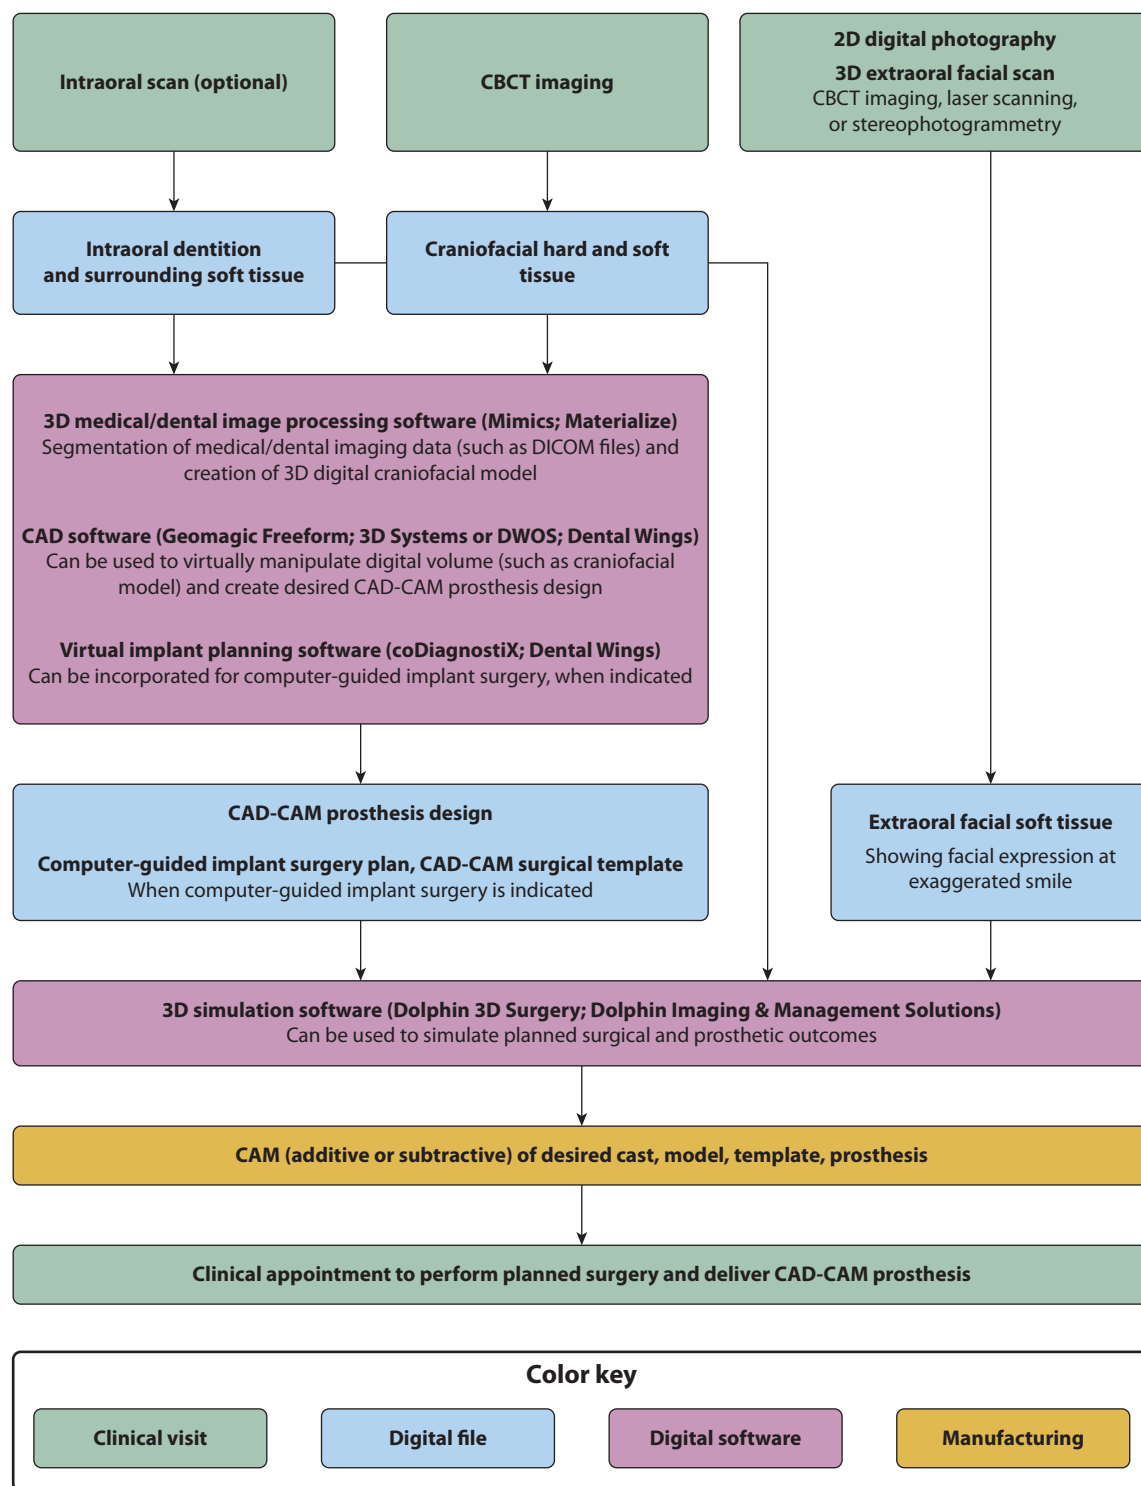 Intraoral scan (optional)
CBCT imaging
2D digital photography
3D extraoral facial scan
CBCT imaging, laser scanning,
or stereophotogrammetry
Intraoral dentition
and surrounding soft tissue
Craniofacial hard and soft
tissue
3D medical/dental image processing software (Mimics; Materialize)
Segmentation of medical/dental imaging data (such as DICOM files) and
creation of 3D digital craniofacial model
CAD software (Geomagic Freeform; 3D Systems or DWOS; Dental Wings)
Can be used to virtually manipulate digital volume (such as craniofacial
model) and create desired CAD-CAM prosthesis design
Virtual implant planning software (coDiagnostiX; Dental Wings)
Can be incorporated for computer-guided implant surgery, when indicated
CAD-CAM prosthesis design
Computer-guided implant surgery plan, CAD-CAM surgical template
When computer-guided implant surgery is indicated
Extraoral facial soft tissue
Showing facial expression at
exaggerated smile
3D simulation software (Dolphin 3D Surgery; Dolphin Imaging & Management Solutions)
Can be used to simulate planned surgical and prosthetic outcomes
CAM (additive or subtractive) of desired cast, model, template, prosthesis
Clinical appointment to perform planned surgery and deliver CAD-CAM prosthesis
Color key
Clinical visit
Digital file
Digital software
Manufacturing